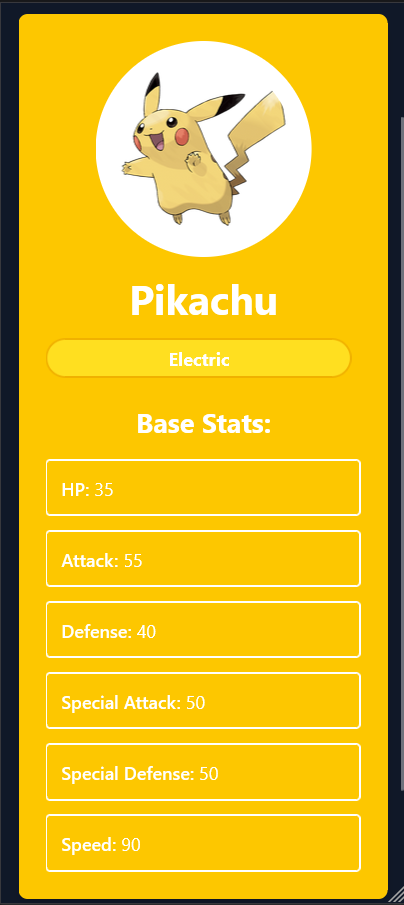 Pikachu
Electric
Base Stats:
HP: 35
Attack: 55
Defense: 40
Special Attack: 50
Special Defense: 50
Speed: 90